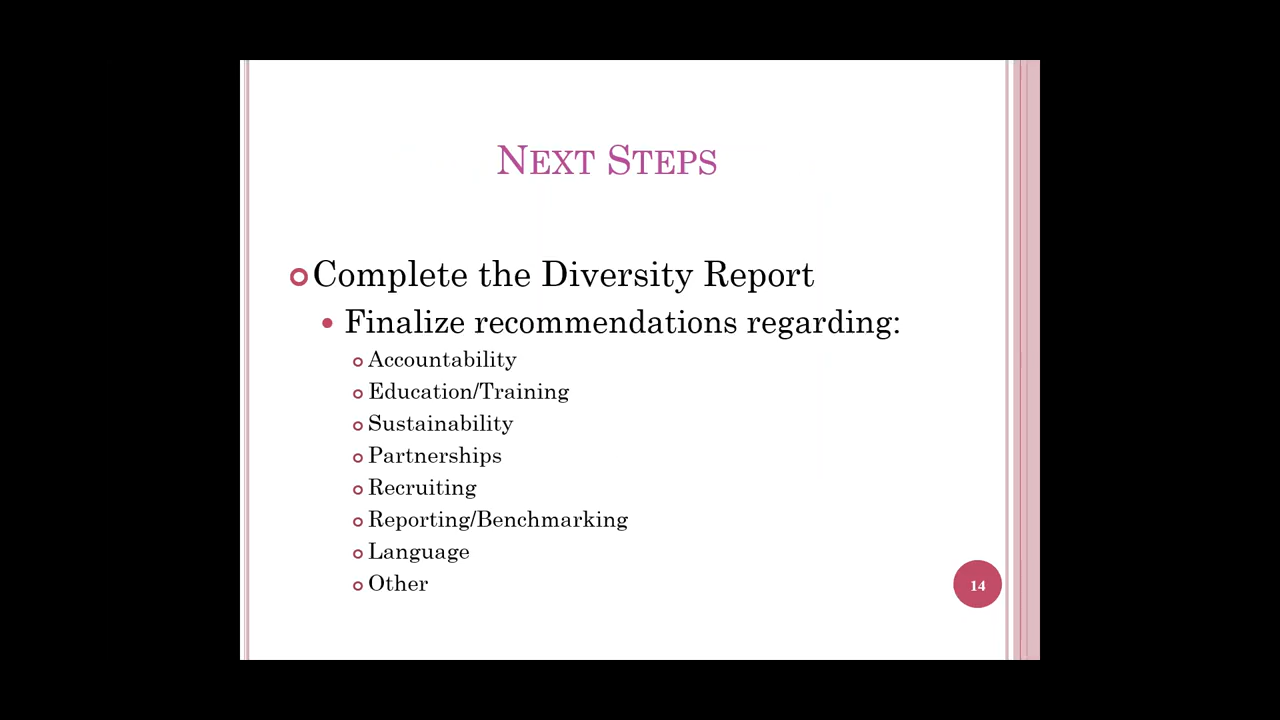 Next Steps
Complete the Diversity Report
Finalize recommendations regarding:
Accountability
Education/Training
Sustainability
Partnerships
Recruiting
Reporting/Benchmarking
Language
Other
14